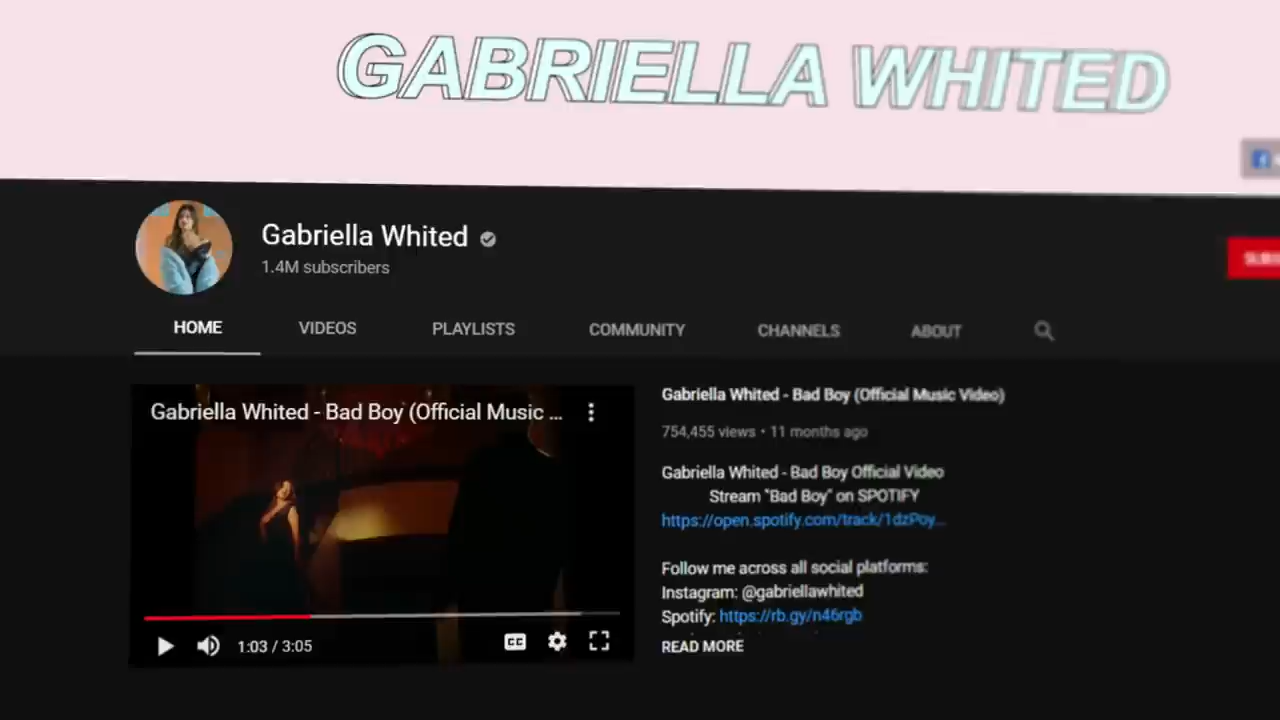 GABRIELLA WHITED
Gabriella Whited
1.4M subscribers
HOME VIDEOS PLAYLISTS COMMUNITY CHANNELS ABOUT
Gabriella Whited - Bad Boy (Official Music ...
1:03 / 3:05
CC
Gabriella Whited - Bad Boy (Official Music Video)
754,455 views • 11 months ago
Gabriella Whited - Bad Boy Official Video
Stream "Bad Boy" on SPOTIFY
https://open.spotify.com/track/1dzPoy...
Follow me across all social platforms:
Instagram: @gabriellawhited
Spotify: https://rb.gy/n46rgb
READ MORE